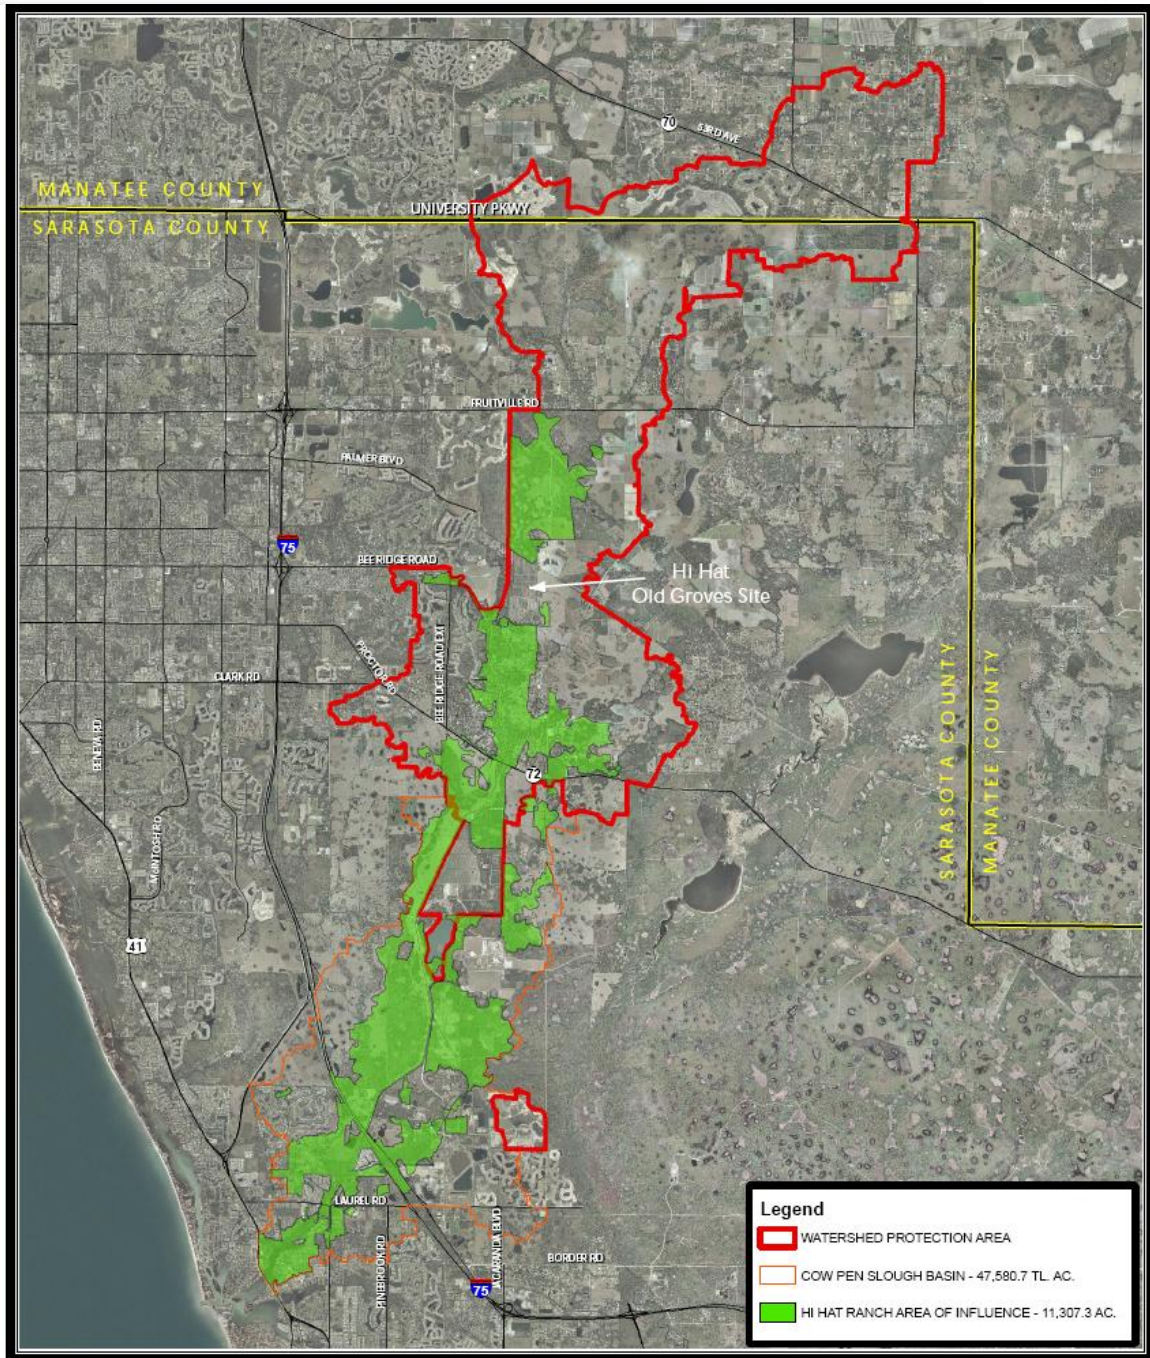 70
53RD AVE
MANATEE COUNTY
UNIVERSITY PKWY
SARASOTA COUNTY
FRUITVILLE RD
PALMER BLVD
75
BEE RIDGE ROAD
Hi Hat
Old Groves Site
BEE RIDGE ROAD EXT
PROCTOR RD
CLARK RD
SARASOTA COUNTY
MANATEE COUNTY
BENEVA RD
72
McINTOSH RD
41
LAUREL RD
PINEBROOK RD
JACARANDA BLVD
BORDER RD
75
Legend
WATERSHED PROTECTION AREA
COW PEN SLOUGH BASIN - 47,580.7 TL. AC.
HI HAT RANCH AREA OF INFLUENCE - 11,307.3 AC.